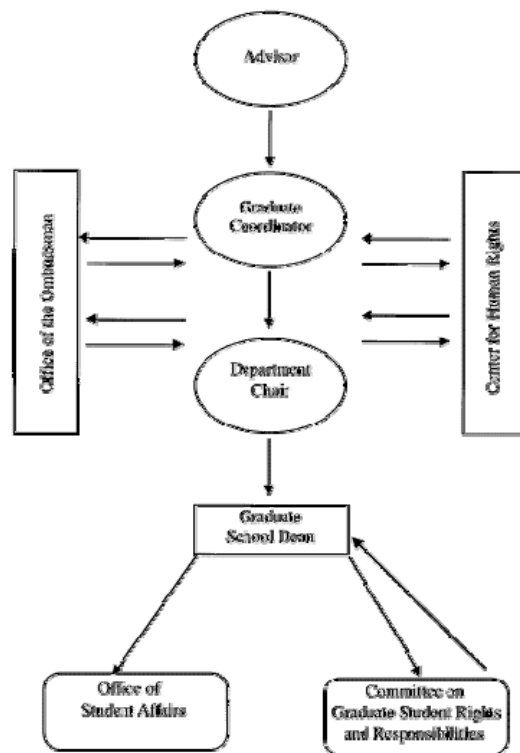 Advisor
Graduate
Coordinator
Office of the Ombudsman
Center for Human Rights
Department
Chair
Graduate
School Dean
Office of
Student Affairs
Committee on
Graduate Student Rights
and Responsibilities